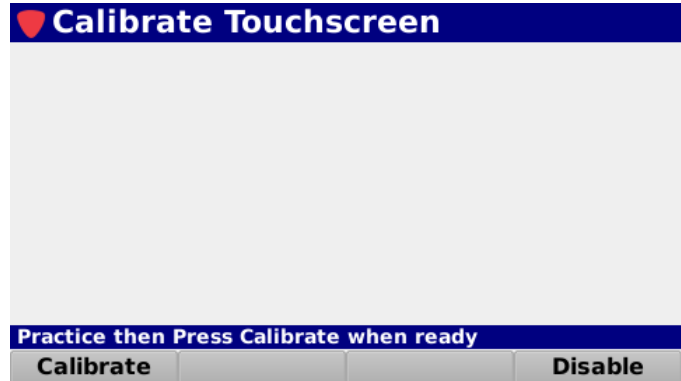 Calibrate Touchscreen
Practice then Press Calibrate when ready
Calibrate Disable